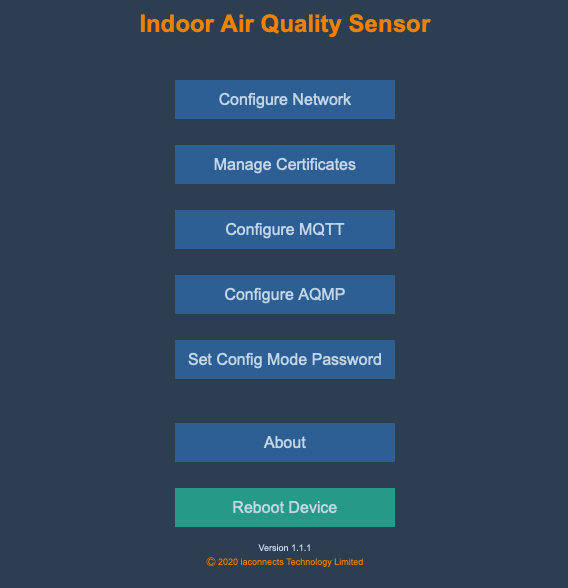 Indoor Air Quality Sensor
Configure Network
Manage Certificates
Configure MQTT
Configure AQMP
Set Config Mode Password
About
Reboot Device
Version 1.1.1
© 2020 iaconnects Technology Limited